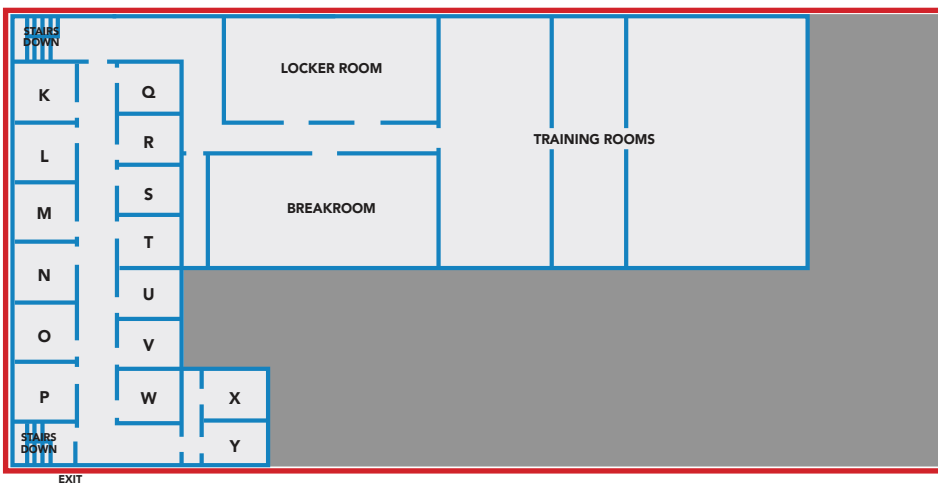 STAIRS
DOWN
LOCKER ROOM
K
Q
TRAINING ROOMS
R
L
S
BREAKROOM
M
T
N
U
O
V
P
W
X
STAIRS
DOWN
Y
EXIT